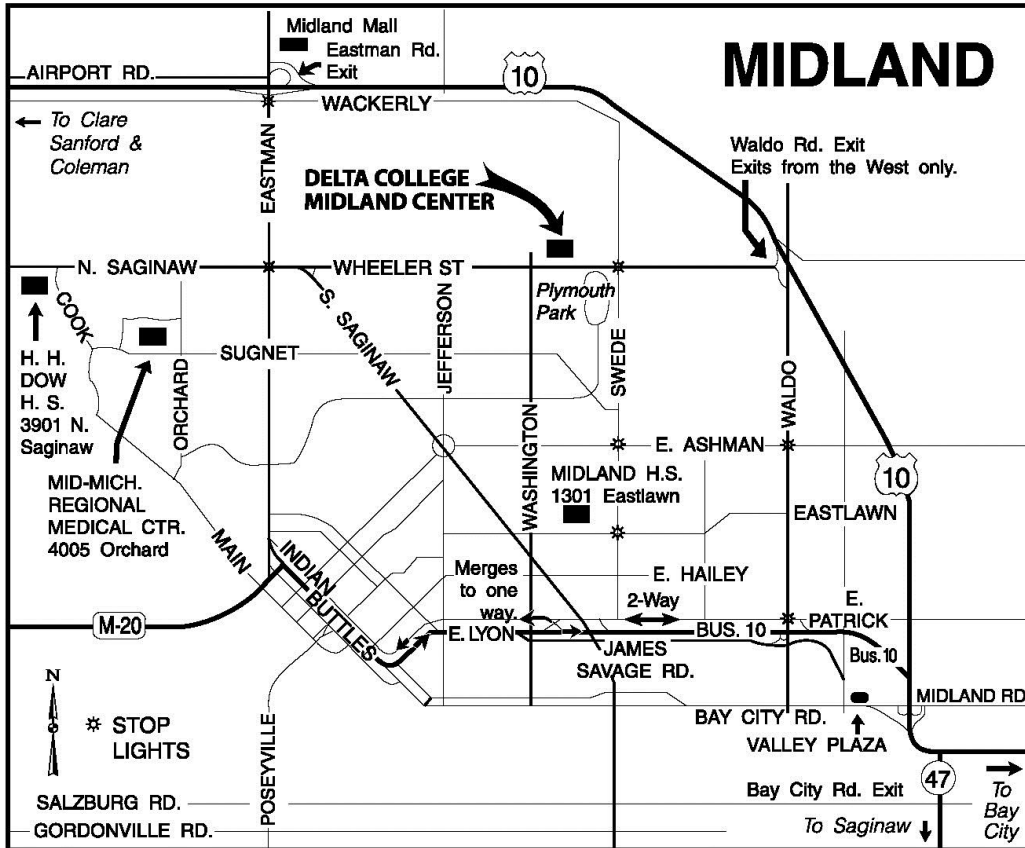 Midland Mall
Eastman Rd.
Exit
10
MIDLAND
AIRPORT RD.
WACKERLY
To Clare
Sanford &
Coleman
EASTMAN
Waldo Rd. Exit
Exits from the West only.
DELTA COLLEGE
MIDLAND CENTER
N. SAGINAW
WHEELER ST
COOK
S. SAGINAW
JEFFERSON
Plymouth
Park
SWEDE
WALDO
H. H.
DOW
H. S.
3901 N.
Saginaw
SUGNET
ORCHARD
WASHINGTON
E. ASHMAN
10
MID-MICH.
REGIONAL
MEDICAL CTR.
4005 Orchard
MIDLAND H.S.
1301 Eastlawn
EASTLAWN
MAIN
INDIAN
BUTTLES
Merges
to one
way.
E. HAILEY
2-Way
E.
PATRICK
M-20
E. LYON
BUS. 10
JAMES
SAVAGE RD.
Bus. 10
N
STOP
LIGHTS
POSEYVILLE
BAY CITY RD.
MIDLAND RD
VALLEY PLAZA
SALZBURG RD.
GORDONVILLE RD.
Bay City Rd. Exit
47
To
Bay
City
To Saginaw